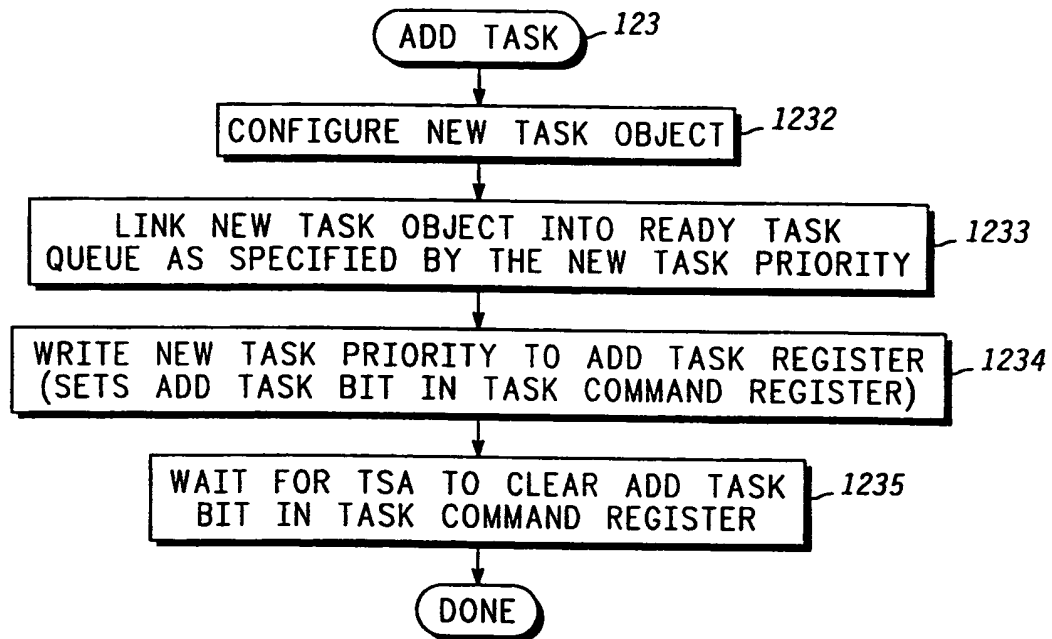 ADD TASK 123
CONFIGURE NEW TASK OBJECT 1232
LINK NEW TASK OBJECT INTO READY TASK
QUEUE AS SPECIFIED BY THE NEW TASK PRIORITY 1233
WRITE NEW TASK PRIORITY TO ADD TASK REGISTER
(SETS ADD TASK BIT IN TASK COMMAND REGISTER) 1234
WAIT FOR TSA TO CLEAR ADD TASK
BIT IN TASK COMMAND REGISTER 1235
DONE